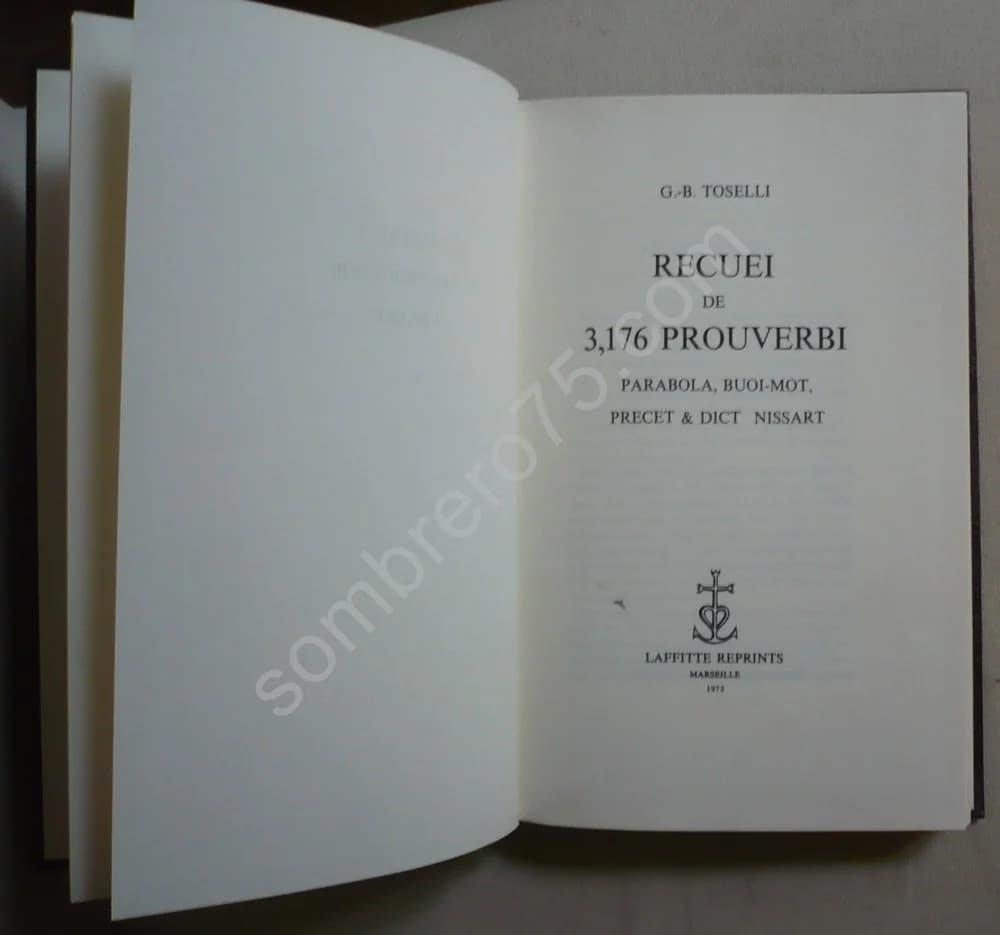 G.-B. TOSELLI
RECUEI
DE
3,176 PROUVERBI
PARABOLA, BUOI-MOT,
PRECET & DICT NISSART
LAFFITTE REPRINTS
MARSEILLE
sombrero75.com